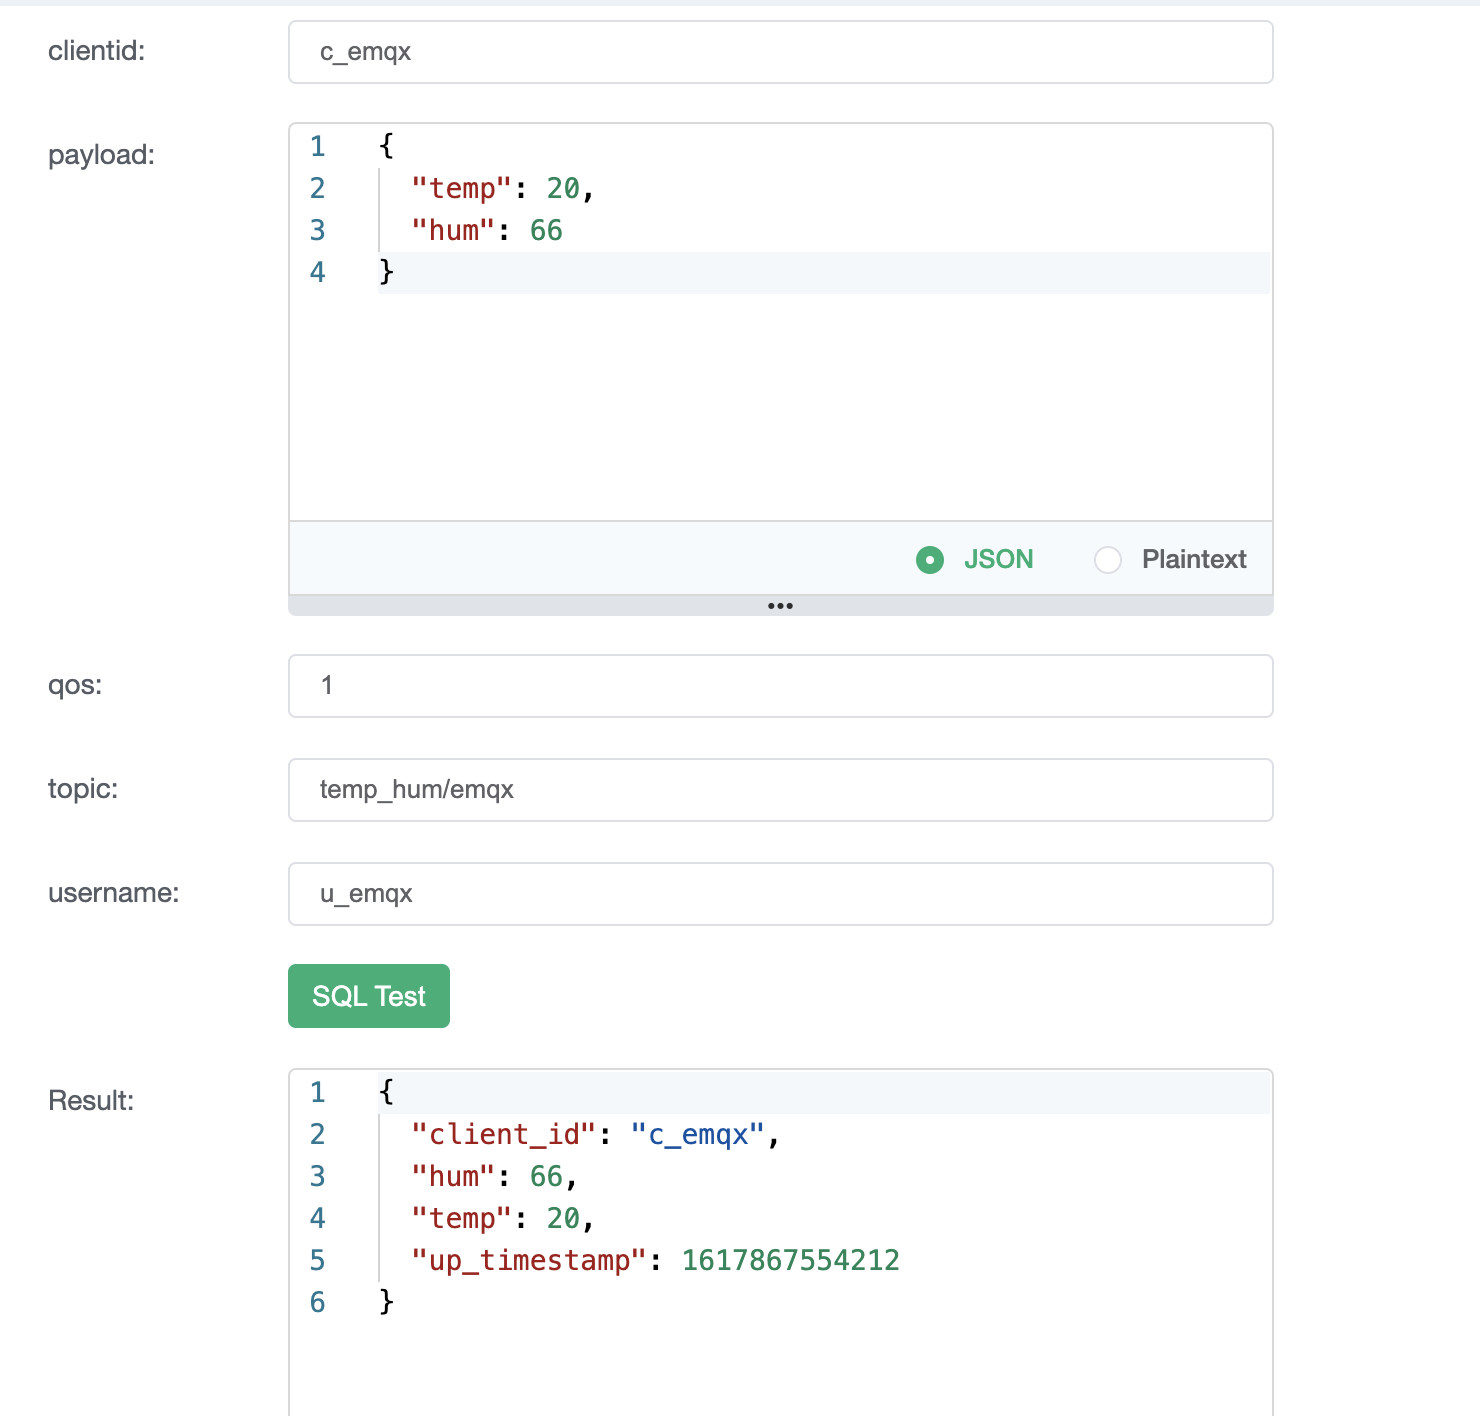 clientid:
c_emqx
payload:
1 {
2 "temp": 20,
3 "hum": 66
4 }
JSON Plaintext
•••
qos:
1
topic:
temp_hum/emqx
username:
u_emqx
SQL Test
Result:
1 {
2 "client_id": "c_emqx",
3 "hum": 66,
4 "temp": 20,
5 "up_timestamp": 1617867554212
6 }